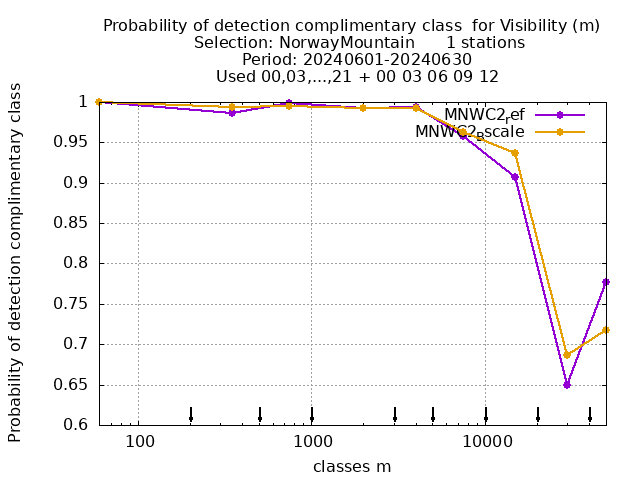 Probability of detection complimentary class  for Visibility (m)
Selection: NorwayMountain      1 stations
Period: 20240601-20240630
Used 00,03,...,21 + 00 03 06 09 12
Probability of detection complimentary class
MNWC2ref
1
0.95
0.9
0.85
0.8
0.75
0.7
0.65
0.6
100
1000
10000
classes m